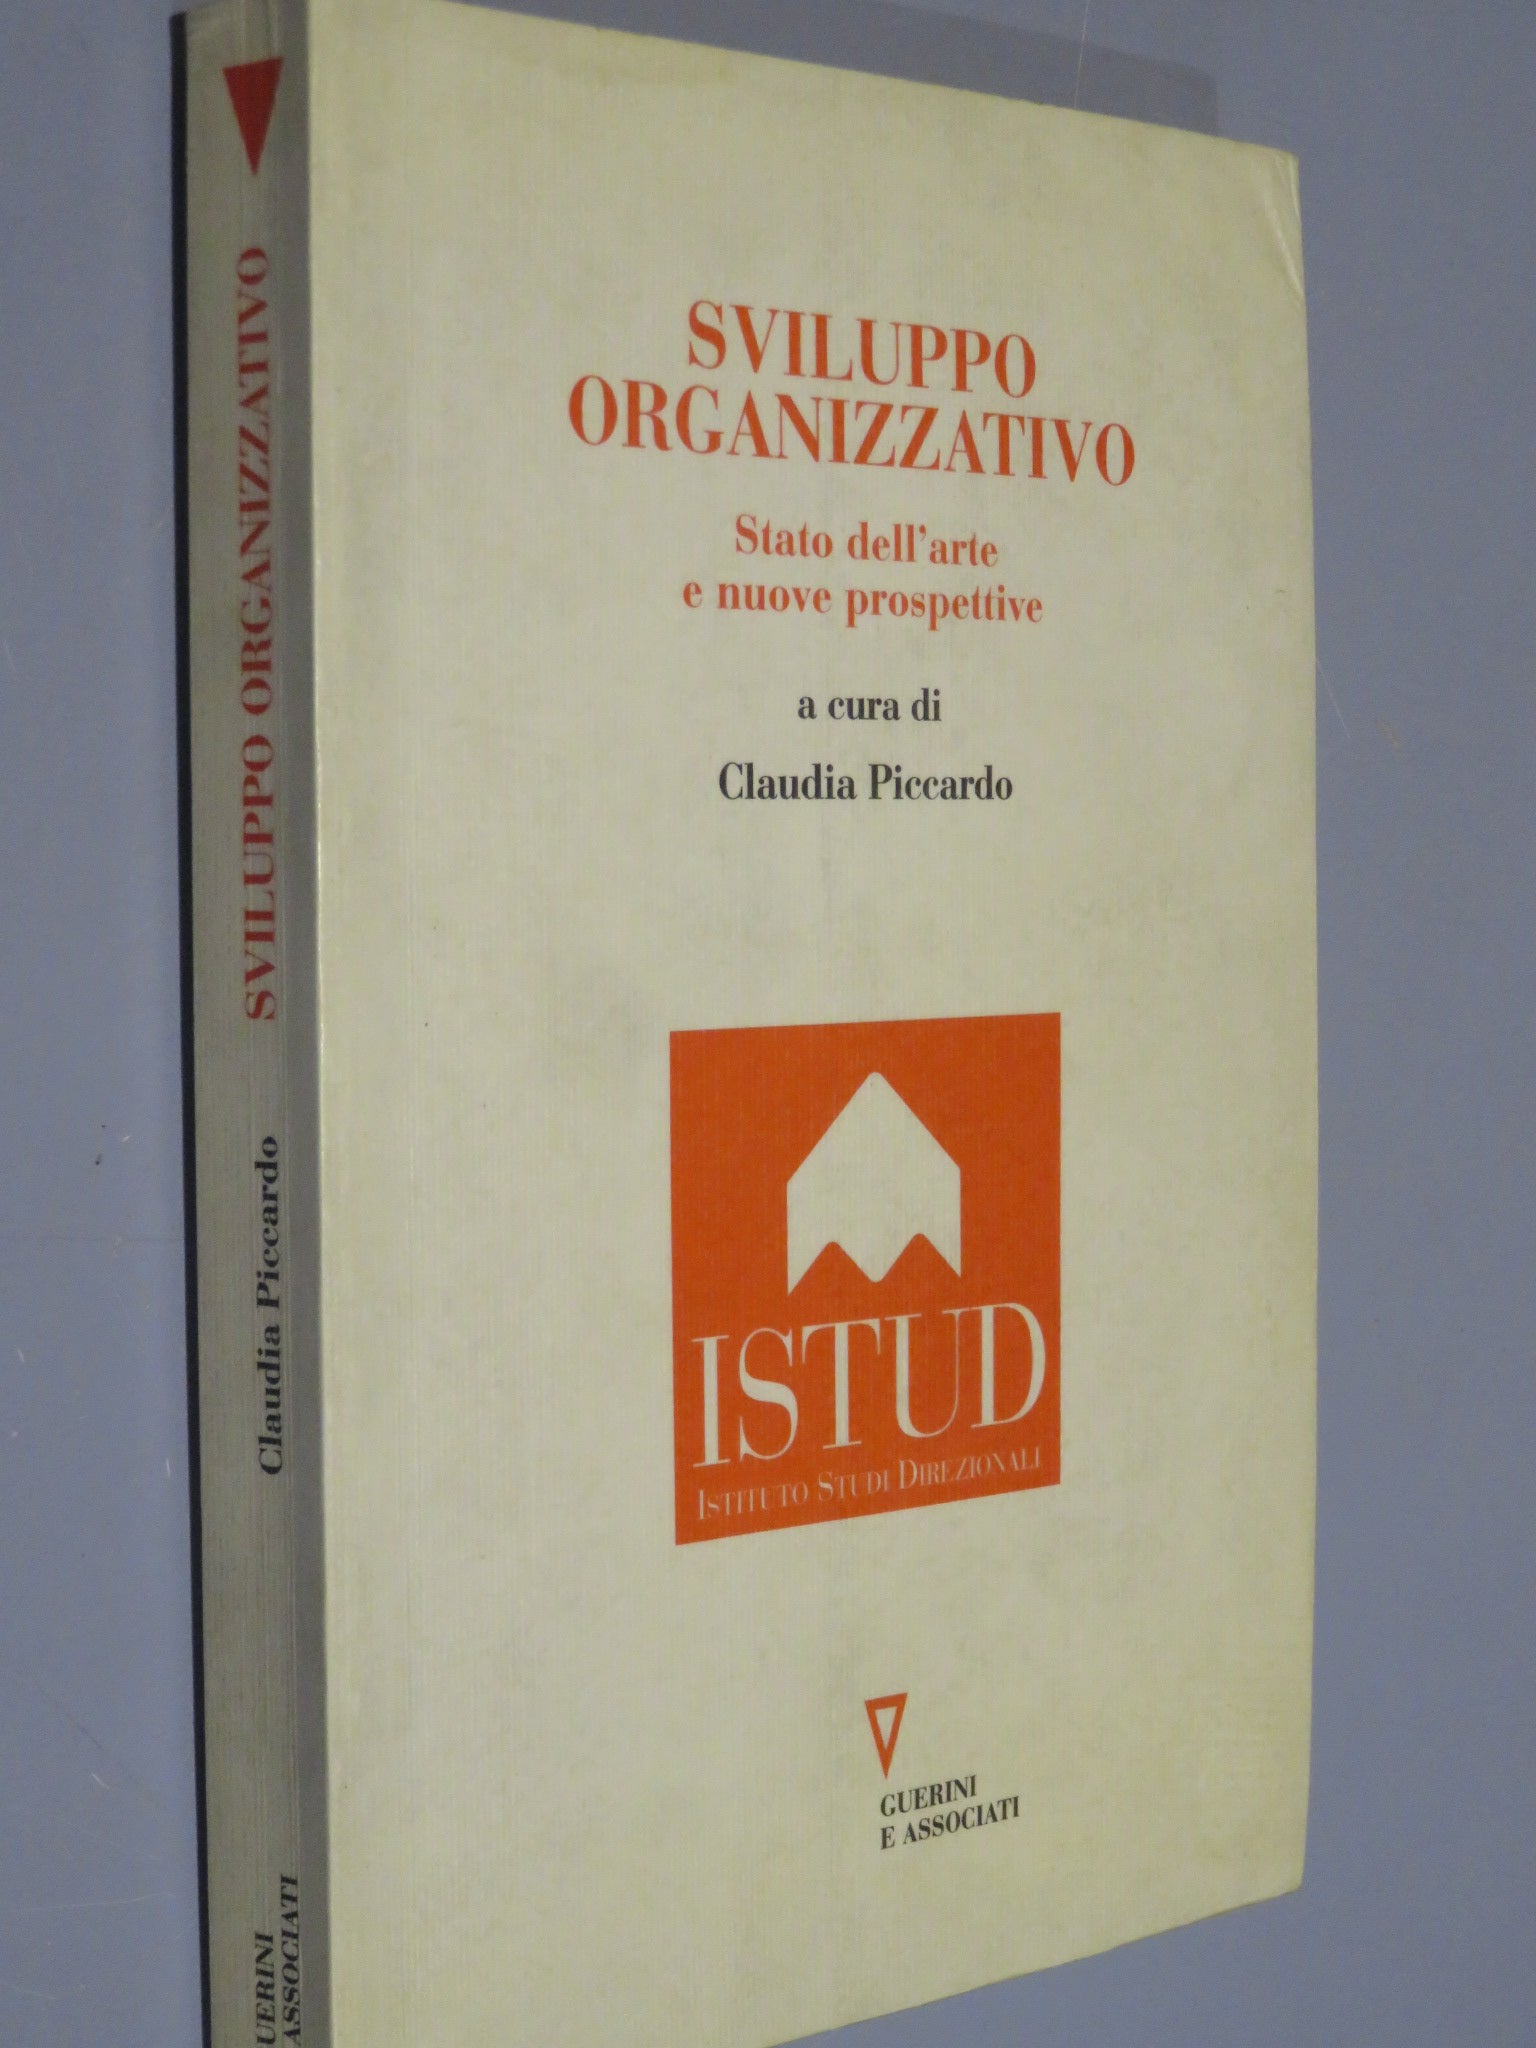 SVILUPPO
ORGANIZZATIVO
Stato dell'arte
e nuove prospettive
a cura di
Claudia Piccardo
ISTUD
ISTITUTO STUDI DIREZIONALI
GUERINI
E ASSOCIATI
SVILUPPO ORGANIZZATIVO
Claudia Piccardo
UERINI
ASSOCIATI